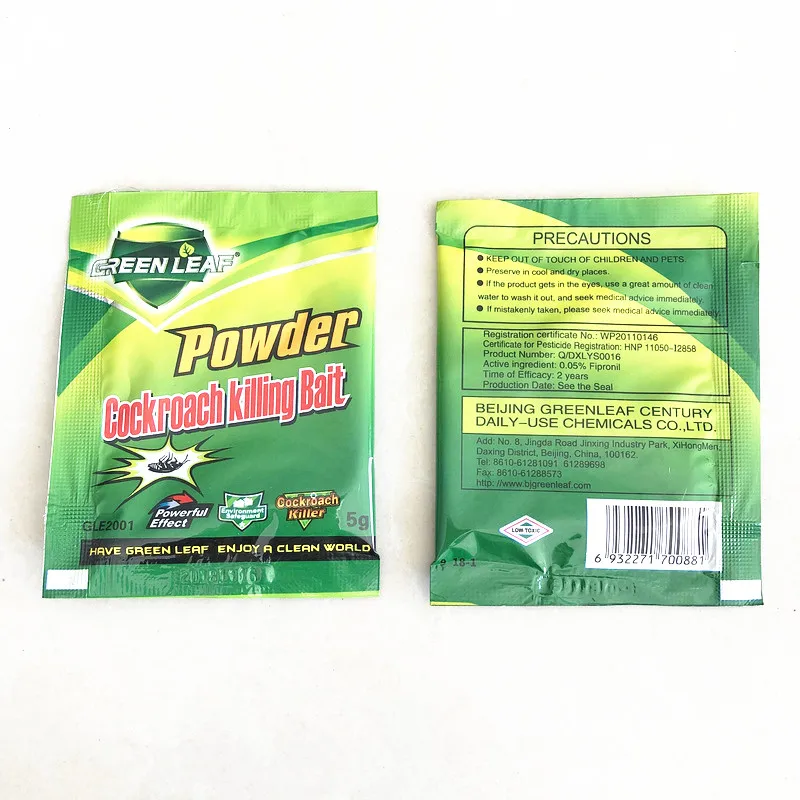 GREEN LEAF®
Powder
Cockroach killing Bait
Powerful
Effect
Environment
Safeguard
Cockroach
Killer
GLE2001
5g
HAVE GREEN LEAF ENJOY A CLEAN WORLD
PRECAUTIONS
● KEEP OUT OF TOUCH OF CHILDREN AND PETS.
● Preserve in cool and dry places.
● If the product gets in the eyes, use a great amount of clean
water to wash it out, and seek medical advice immediately.
● If mistakenly taken, please seek medical advice immediately.
Registration certificate No.: WP20110146
Certificate for Pesticide Registration: HNP 11050-I2858
Product Number: Q/DXLYS0016
Active ingredient: 0.05% Fipronil
Time of Efficacy: 2 years
Production Date: See the Seal
BEIJING GREENLEAF CENTURY
DAILY-USE CHEMICALS CO.,LTD.
Add: No. 8, Jingda Road Jinxing Industry Park, XiHongMen,
Daxing District, Beijing, China, 100162.
Tel: 8610-61281091 61289698
Fax: 8610-61288573
http://www.bjgreenleaf.com
LOW TOXIC
6 932271 700881
18-1